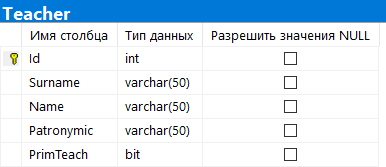 Teacher
Имя столбца Тип данных Разрешить значения NULL
Id int
Surname varchar(50)
Name varchar(50)
Patronymic varchar(50)
PrimTeach bit